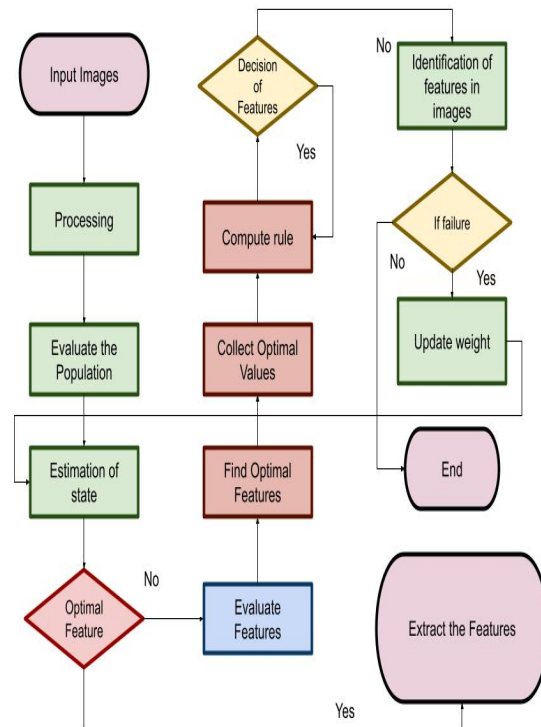 Input Images
Processing
Evaluate the
Population
Estimation of
state
Optimal
Feature
No
Evaluate
Features
Find Optimal
Features
Collect Optimal
Values
Compute rule
Decision
of
Features
Yes
No
Identification of
features in
images
If failure
No
Yes
Update weight
End
Extract the Features
Yes